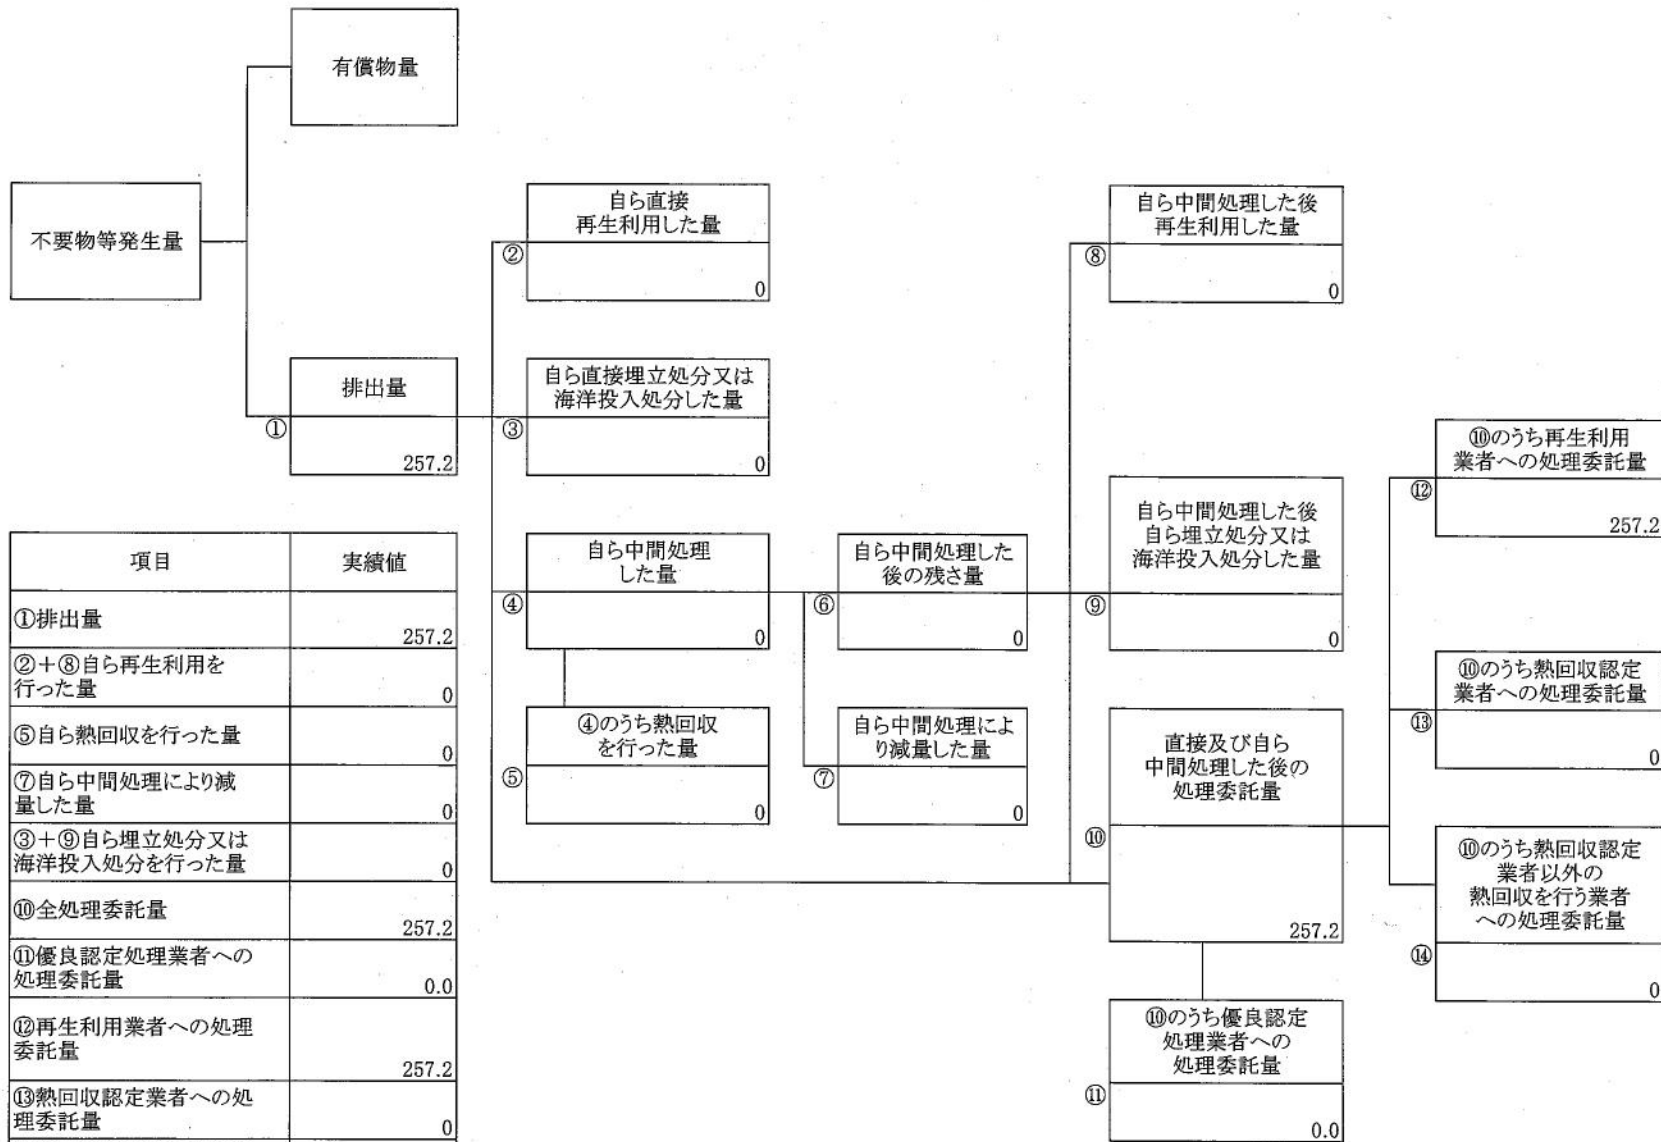 有償物量
不要物等発生量
排出量
①
257.2
自ら直接
再生利用した量
②
0
自ら直接埋立処分又は
海洋投入処分した量
③
0
自ら中間処理
した量
④
0
④のうち熱回収
を行った量
⑤
0
自ら中間処理した
後の残さ量
⑥
0
自ら中間処理によ
り減量した量
⑦
0
自ら中間処理した後
再生利用した量
⑧
0
自ら中間処理した後
自ら埋立処分又は
海洋投入処分した量
⑨
0
直接及び自ら
中間処理した後の
処理委託量
⑩
257.2
⑩のうち優良認定
処理業者への
処理委託量
⑪
0.0
⑩のうち再生利用
業者への処理委託量
⑫
257.2
⑩のうち熱回収認定
業者への処理委託量
⑬
0
⑩のうち熱回収認定
業者以外の
熱回収を行う業者
への処理委託量
⑭
0
項目 実績値
①排出量
257.2
②＋⑧自ら再生利用を
行った量
0
⑤自ら熱回収を行った量
0
⑦自ら中間処理により減
量した量
0
③＋⑨自ら埋立処分又は
海洋投入処分を行った量
0
⑩全処理委託量
257.2
⑪優良認定処理業者への
処理委託量
0.0
⑫再生利用業者への処理
委託量
257.2
⑬熱回収認定業者への処
理委託量
0